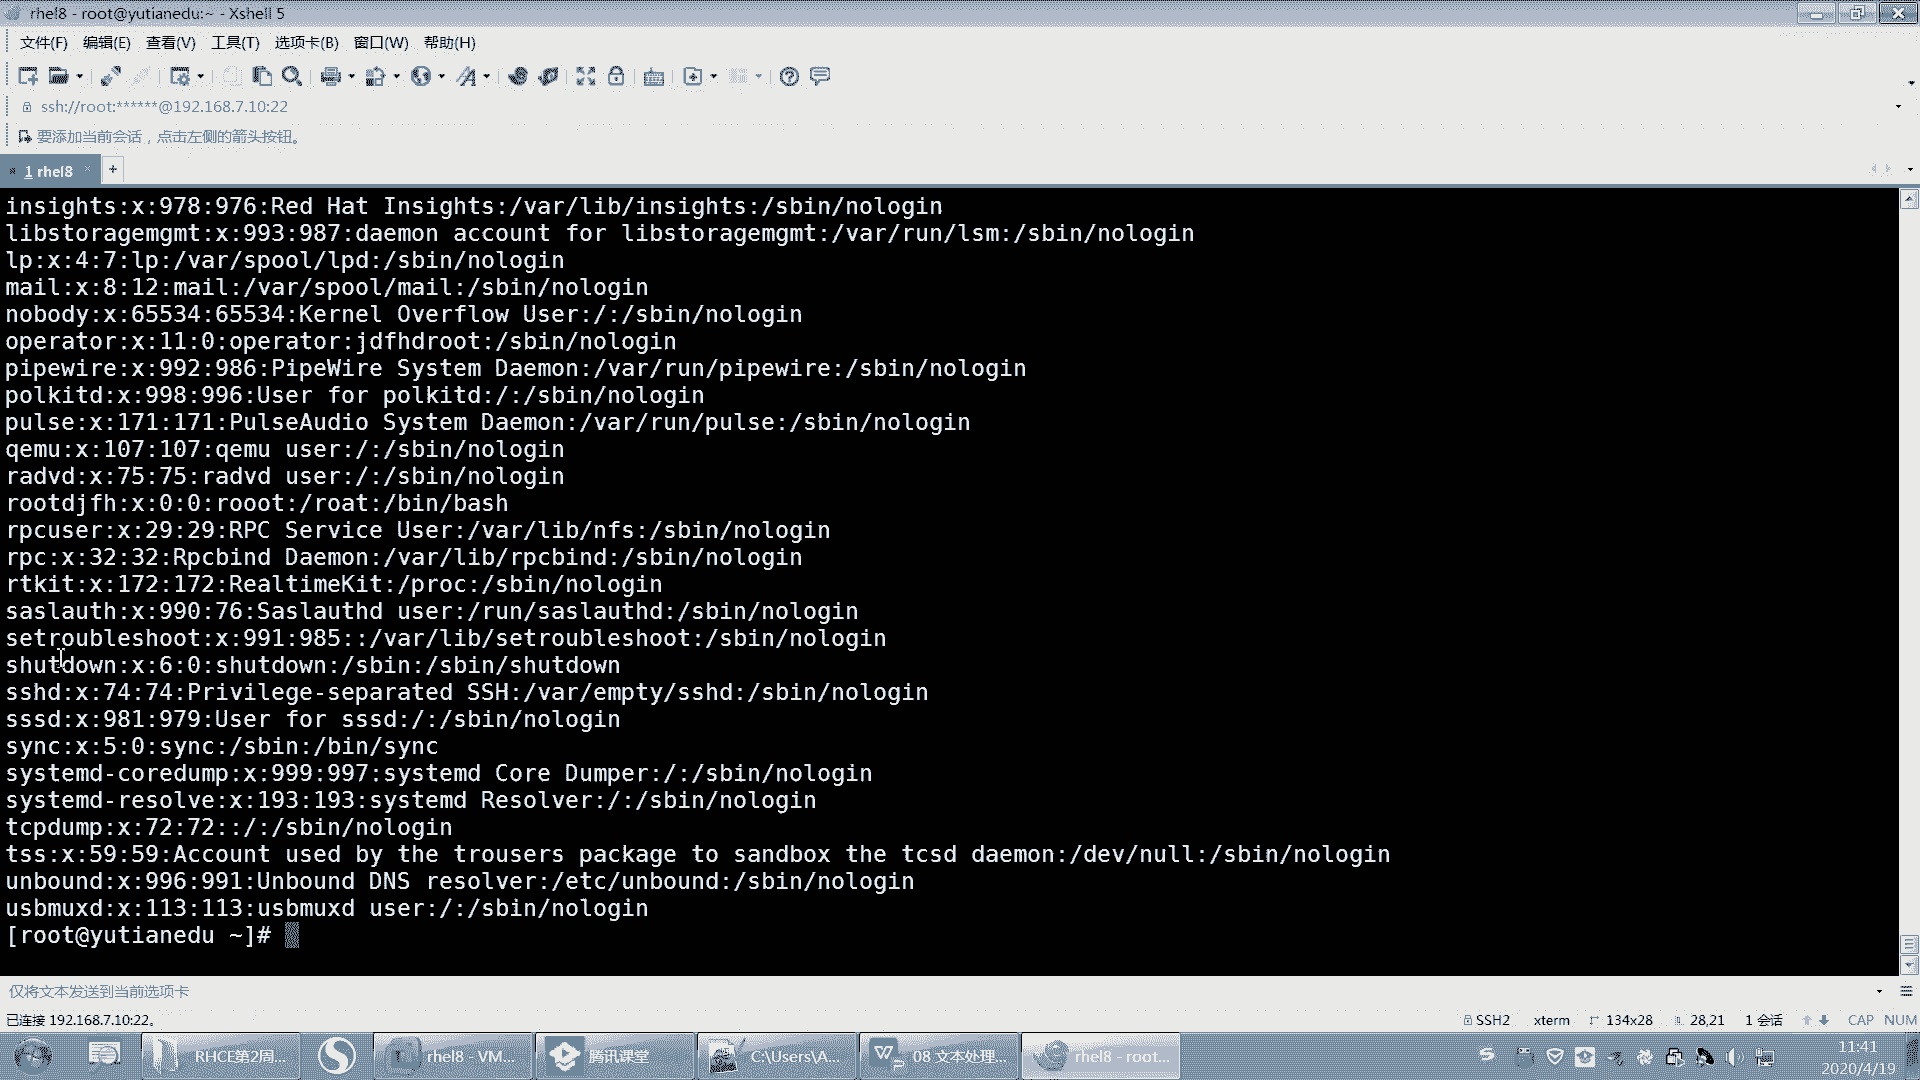 rhel8 - root@yutianedu:~ - Xshell 5
文件(F) 编辑(E) 查看(V) 工具(T) 选项卡(B) 窗口(W) 帮助(H)
ssh://root:******@192.168.7.10:22
要添加当前会话，点击左侧的箭头按钮。
1 rhel8
insights:x:978:976:Red Hat Insights:/var/lib/insights:/sbin/nologin
libstoragemgmt:x:993:987:daemon account for libstoragemgmt:/var/run/lsm:/sbin/nologin
lp:x:4:7:lp:/var/spool/lpd:/sbin/nologin
mail:x:8:12:mail:/var/spool/mail:/sbin/nologin
nobody:x:65534:65534:Kernel Overflow User:/:/sbin/nologin
operator:x:11:0:operator:jdfhdroot:/sbin/nologin
pipewire:x:992:986:PipeWire System Daemon:/var/run/pipewire:/sbin/nologin
polkitd:x:998:996:User for polkitd:/:/sbin/nologin
pulse:x:171:171:PulseAudio System Daemon:/var/run/pulse:/sbin/nologin
qemu:x:107:107:qemu user:/:/sbin/nologin
radvd:x:75:75:radvd user:/:/sbin/nologin
rootdjfh:x:0:0:rooot:/roat:/bin/bash
rpcuser:x:29:29:RPC Service User:/var/lib/nfs:/sbin/nologin
rpc:x:32:32:Rpcbind Daemon:/var/lib/rpcbind:/sbin/nologin
rtkit:x:172:172:RealtimeKit:/proc:/sbin/nologin
saslauth:x:990:76:Saslauthd user:/run/saslauthd:/sbin/nologin
setroubleshoot:x:991:985::/var/lib/setroubleshoot:/sbin/nologin
shutdown:x:6:0:shutdown:/sbin:/sbin/shutdown
sshd:x:74:74:Privilege-separated SSH:/var/empty/sshd:/sbin/nologin
sssd:x:981:979:User for sssd:/:/sbin/nologin
sync:x:5:0:sync:/sbin:/bin/sync
systemd-coredump:x:999:997:systemd Core Dumper:/:/sbin/nologin
systemd-resolve:x:193:193:systemd Resolver:/:/sbin/nologin
tcpdump:x:72:72::/:/sbin/nologin
tss:x:59:59:Account used by the trousers package to sandbox the tcsd daemon:/dev/null:/sbin/nologin
unbound:x:996:991:Unbound DNS resolver:/etc/unbound:/sbin/nologin
usbmuxd:x:113:113:usbmuxd user:/:/sbin/nologin
[root@yutianedu ~]#
仅将文本发送到当前选项卡
已连接 192.168.7.10:22。 SSH2 xterm 134x28 28,21 1 会话 CAP NUM
RHCE第2周... rhel8 - VM... 腾讯课堂 C:\Users\A... 08 文本处理... rhel8 - root... 11:41
2020/4/19